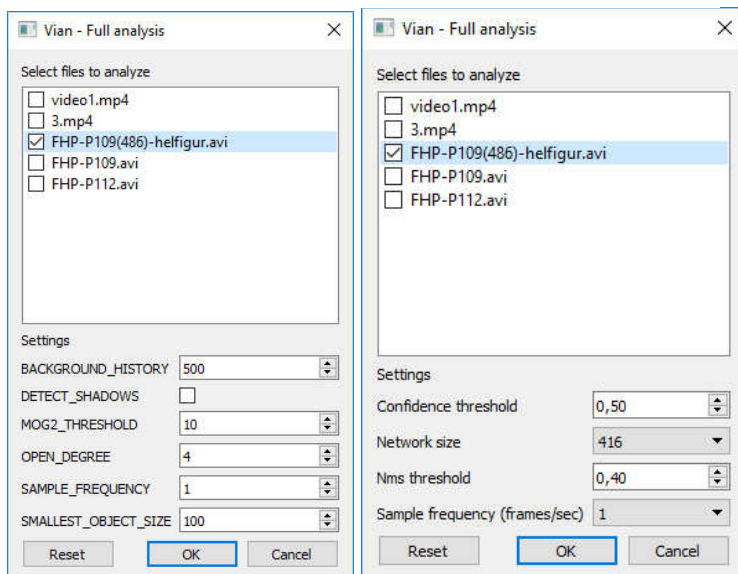 Vian - Full analysis
Select files to analyze
video1.mp4
3.mp4
FHP-P109(486)-helfigur.avi
FHP-P109.avi
FHP-P112.avi
Settings
BACKGROUND_HISTORY 500
DETECT_SHADOWS
MOG2_THRESHOLD 10
OPEN_DEGREE 4
SAMPLE_FREQUENCY 1
SMALLEST_OBJECT_SIZE 100
Reset OK Cancel
Vian - Full analysis
Select files to analyze
video1.mp4
3.mp4
FHP-P109(486)-helfigur.avi
FHP-P109.avi
FHP-P112.avi
Settings
Confidence threshold 0,50
Network size 416
Nms threshold 0,40
Sample frequency (frames/sec) 1
Reset OK Cancel